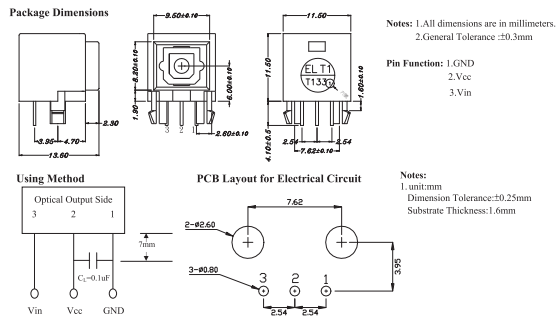 Package Dimensions
9.50±0.10
11.50
Notes: 1.All dimensions are in millimeters.
2.General Tolerance :±0.3mm
Pin Function: 1.GND
2.Vcc
3.Vin
8.20±0.10
6.00±0.10
11.50
EL T1
T133
1.60±0.10
1.90
3 2 1
2.30
3.95 4.70
13.60
2.60±0.10
4.10±0.5
2.54 2.54
7.62±0.10
Using Method
PCB Layout for Electrical Circuit
Notes:
1. unit:mm
Dimension Tolerance:±0.25mm
Substrate Thickness:1.6mm
Optical Output Side
3 2 1
7mm
CL=0.1uF
Vin Vcc GND
7.62
2-ø2.60
3.95
3-ø0.80
3 2 1
2.54 2.54